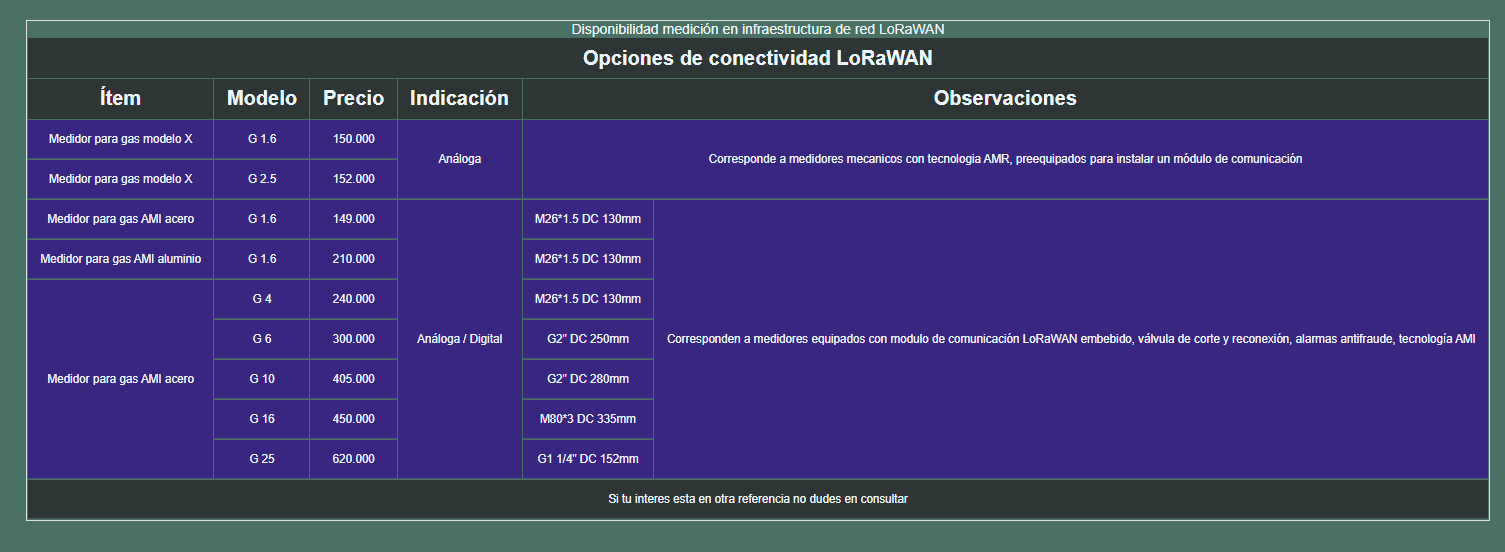 Disponibilidad medición en infraestructura de red LoRaWAN
Opciones de conectividad LoRaWAN
Ítem Modelo Precio Indicación Observaciones
Medidor para gas modelo X G 1.6 150.000 Análoga Corresponde a medidores mecanicos con tecnologia AMR, preequipados para instalar un módulo de comunicación
Medidor para gas modelo X G 2.5 152.000
Medidor para gas AMI acero G 1.6 149.000 Análoga / Digital M26*1.5 DC 130mm Corresponden a medidores equipados con modulo de comunicación LoRaWAN embebido, válvula de corte y reconexión, alarmas antifraude, tecnología AMI
Medidor para gas AMI aluminio G 1.6 210.000 M26*1.5 DC 130mm
Medidor para gas AMI acero G 4 240.000 M26*1.5 DC 130mm
G 6 300.000 G2" DC 250mm
G 10 405.000 G2" DC 280mm
G 16 450.000 M80*3 DC 335mm
G 25 620.000 G1 1/4" DC 152mm
Si tu interes esta en otra referencia no dudes en consultar